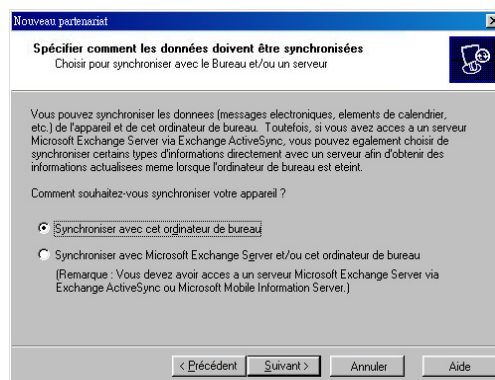 Nouveau partenariat
Spécifier comment les données doivent être synchronisées
Choisir pour synchroniser avec le Bureau et/ou un serveur
Vous pouvez synchroniser les donnees (messages electroniques, elements de calendrier,
etc.) de l'appareil et de cet ordinateur de bureau. Toutefois, si vous avez acces a un serveur
Microsoft Exchange Server via Exchange ActiveSync, vous pouvez egalement choisir de
synchroniser certains types d'informations directement avec un serveur afin d'obtenir des
informations actualisees meme lorsque l'ordinateur de bureau est eteint.
Comment souhaitez-vous synchroniser votre appareil ?
Synchroniser avec cet ordinateur de bureau
Synchroniser avec Microsoft Exchange Server et/ou cet ordinateur de bureau
(Remarque : Vous devez avoir acces a un serveur Microsoft Exchange Server via
Exchange ActiveSync ou Microsoft Mobile Information Server.)
< Précédent
Suivant >
Annuler
Aide